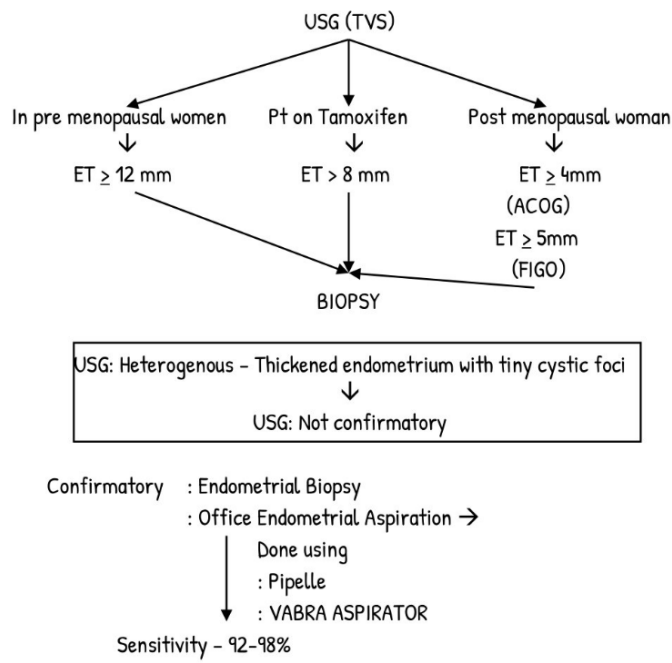 USG (TVS)
In pre menopausal women Pt on Tamoxifen Post menopausal woman
↓ ↓ ↓
ET ≥ 12 mm ET > 8 mm ET ≥ 4mm
(ACOG)
ET ≥ 5mm
(FIGO)
BIOPSY
USG: Heterogenous – Thickened endometrium with tiny cystic foci
↓
USG: Not confirmatory
Confirmatory : Endometrial Biopsy
: Office Endometrial Aspiration →
Done using
: Pipelle
: VABRA ASPIRATOR
Sensitivity – 92-98%